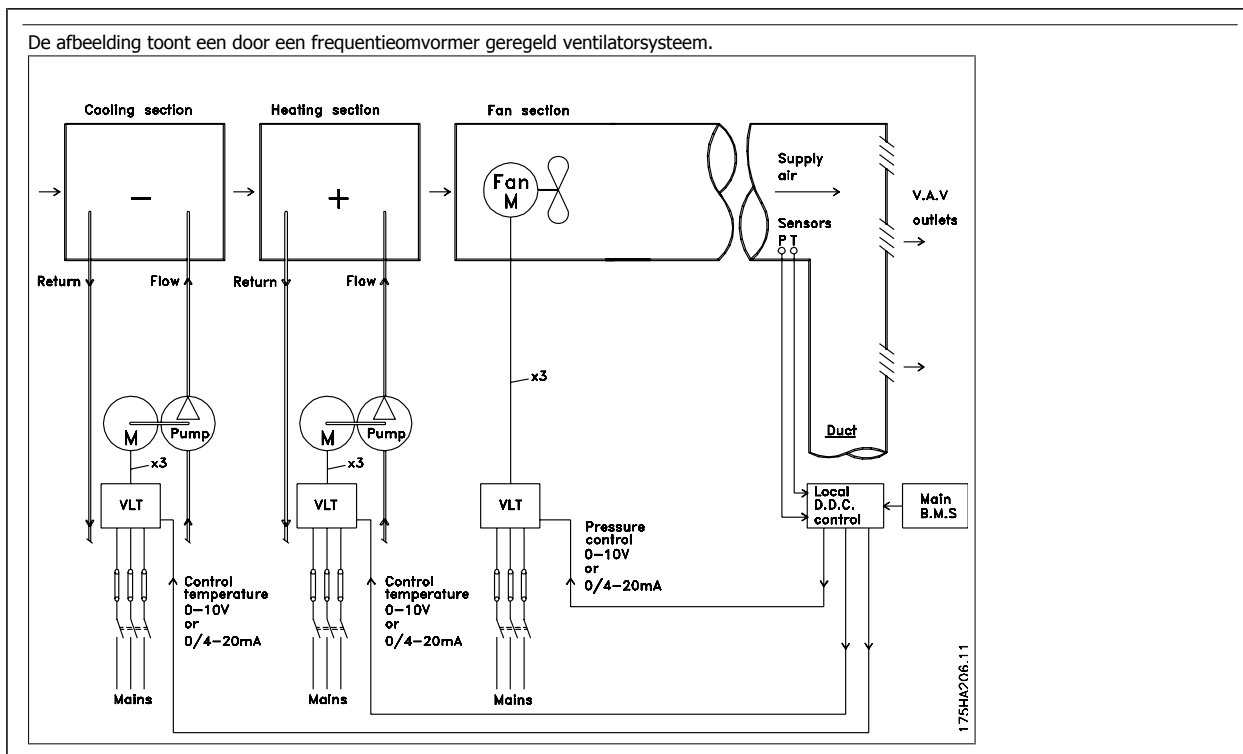 De afbeelding toont een door een frequentieomvormer geregeld ventilatorsysteem.
Cooling section
Heating section
Fan section
−
+
Fan
M
Supply
air
Sensors
P T
V.A.V
outlets
Return
Flow
Return
Flow
x3
M
Pump
M
Pump
Duct
x3
x3
VLT
VLT
VLT
Local
D.D.C.
control
Main
B.M.S
Pressure
control
0-10V
or
0/4-20mA
Control
temperature
0-10V
or
0/4-20mA
Control
temperature
0-10V
or
0/4-20mA
Mains
Mains
Mains
175HA206.11